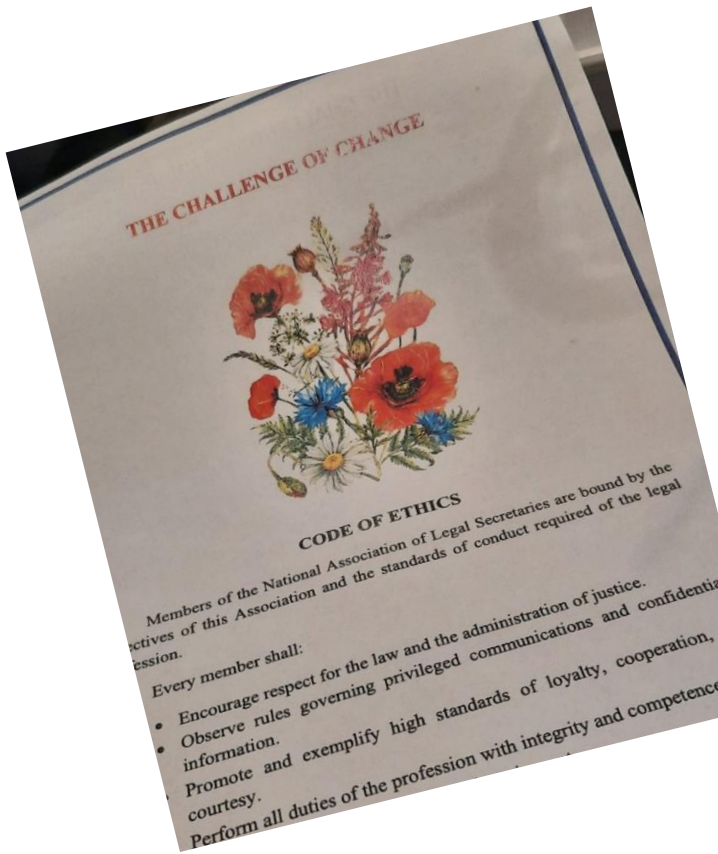 THE CHALLENGE OF CHANGE
CODE OF ETHICS
Members of the National Association of Legal Secretaries are bound by the
ectives of this Association and the standards of conduct required of the legal
ession.
Every member shall:
• Encourage respect for the law and the administration of justice.
• Observe rules governing privileged communications and confidentia
information.
Promote and exemplify high standards of loyalty, cooperation,
courtesy.
Perform all duties of the profession with integrity and competence